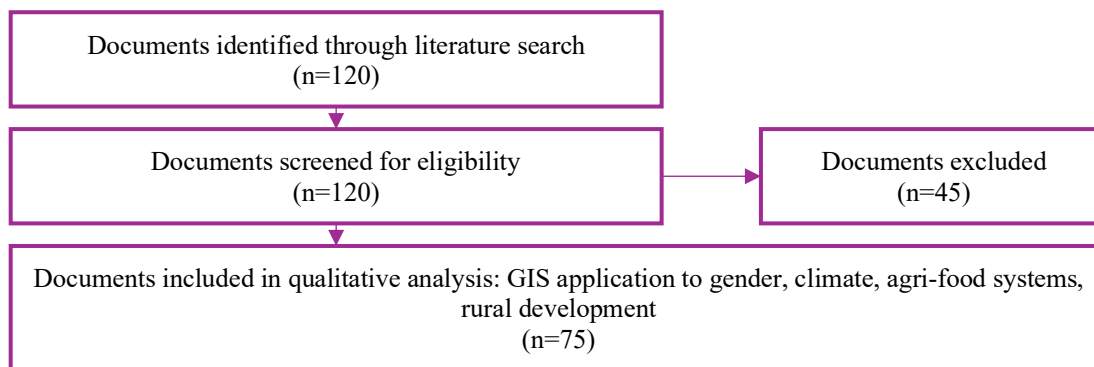 Documents identified through literature search
(n=120)
Documents screened for eligibility
(n=120)
Documents excluded
(n=45)
Documents included in qualitative analysis: GIS application to gender, climate, agri-food systems,
rural development
(n=75)